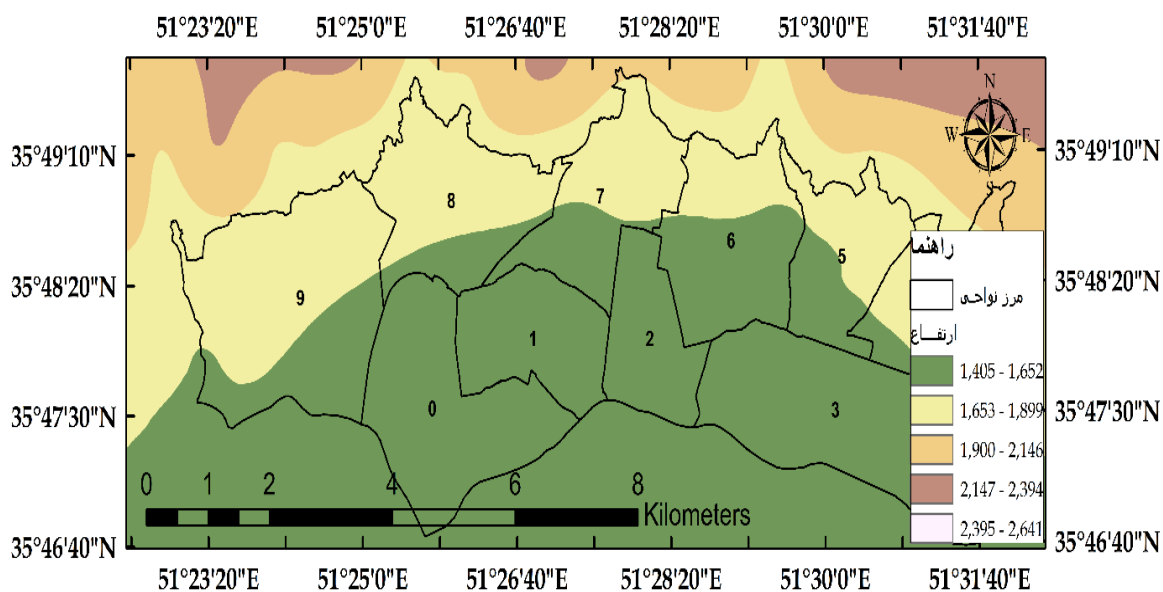 51°23'20"E 51°25'0"E 51°26'40"E 51°28'20"E 51°30'0"E 51°31'40"E
N
W E
S
35°49'10"N 35°49'10"N
8 7
6 5
راهنما
35°48'20"N 35°48'20"N
9
مرز نواحی
1 2
ارتفاع
1,405 - 1,652
0 3
1,653 - 1,899
35°47'30"N 35°47'30"N
1,900 - 2,146
2,147 - 2,394
2,395 - 2,641
0 1 2 4 6 8
Kilometers
35°46'40"N 35°46'40"N
51°23'20"E 51°25'0"E 51°26'40"E 51°28'20"E 51°30'0"E 51°31'40"E